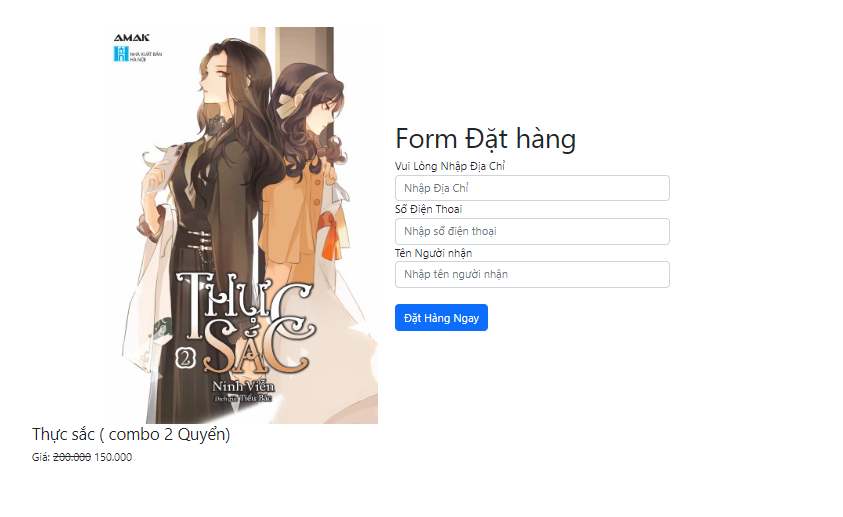 AMAK
NHÀ XUẤT BẢN
HÀ NỘI
THỰC
SẮC
2
Ninh Viễn
Dịch giả: Tiểu Bắc
Thực sắc ( combo 2 Quyển)
Giá: 200.000 150.000
Form Đặt hàng
Vui Lòng Nhập Địa Chỉ
Nhập Địa Chỉ
Số Điện Thoai
Nhập số điện thoại
Tên Người nhận
Nhập tên người nhận
Đặt Hàng Ngay